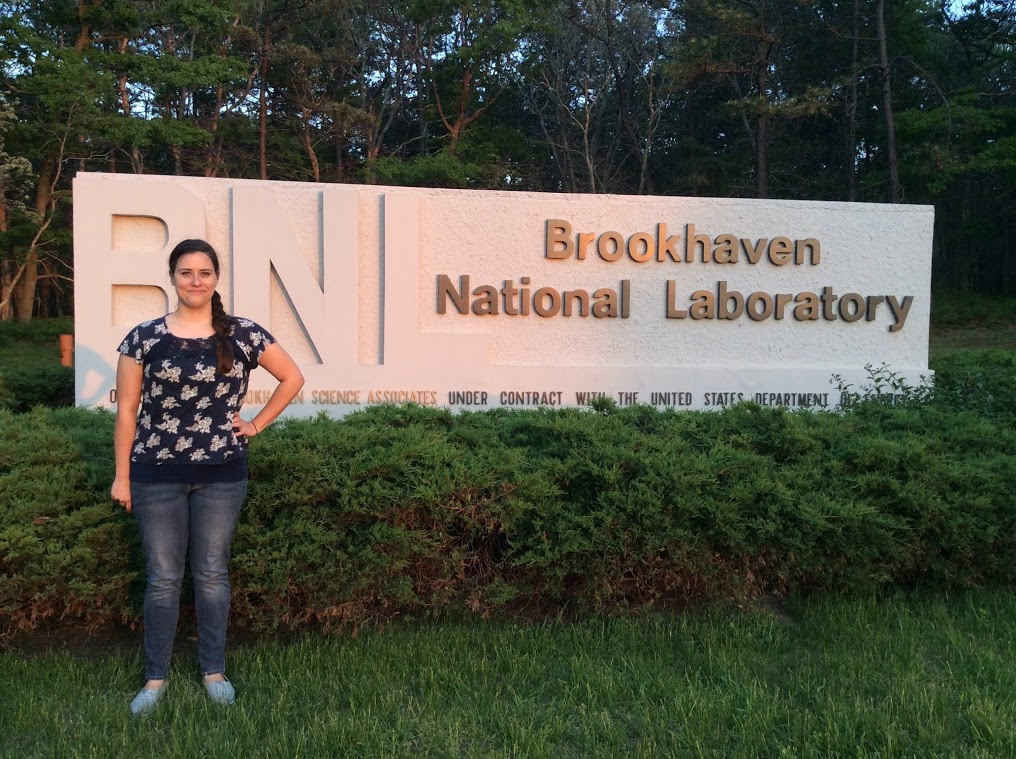 BNL
Brookhaven
National Laboratory
SCIENCE ASSOCIATES UNDER CONTRACT WITH THE UNITED STATES DEPARTMENT